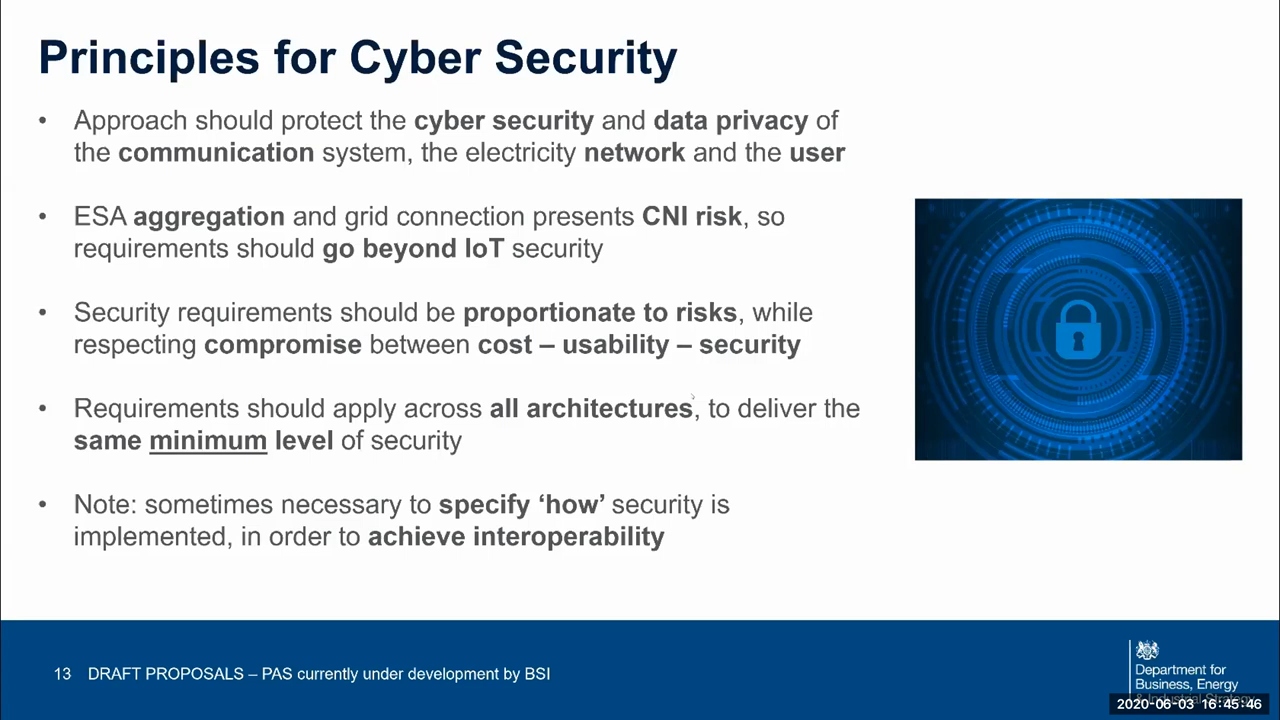 Principles for Cyber Security
• Approach should protect the cyber security and data privacy of
the communication system, the electricity network and the user
• ESA aggregation and grid connection presents CNI risk, so
requirements should go beyond IoT security
• Security requirements should be proportionate to risks, while
respecting compromise between cost – usability – security
• Requirements should apply across all architectures, to deliver the
same minimum level of security
• Note: sometimes necessary to specify ‘how’ security is
implemented, in order to achieve interoperability
13 DRAFT PROPOSALS – PAS currently under development by BSI
Department for
Business, Energy
& Industrial Strategy
2020-06-03 16:45:46